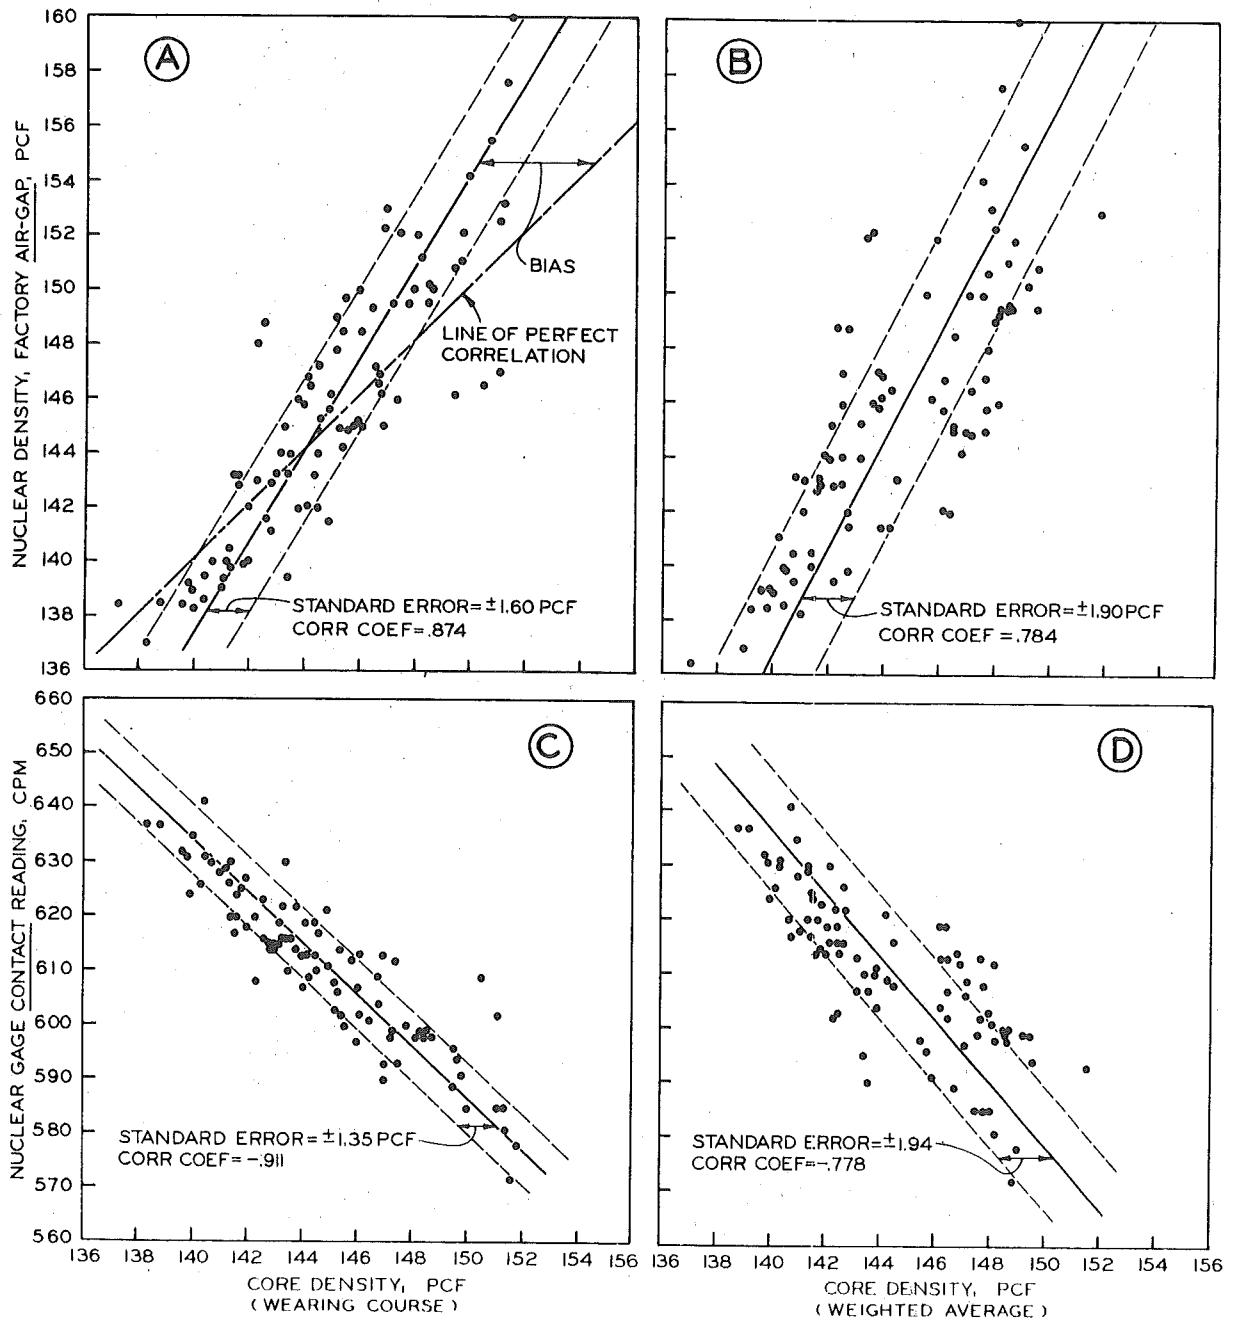 160
158
156
154
152
150
148
146
144
142
140
138
136
NUCLEAR DENSITY, FACTORY AIR-GAP, PCF
A
BIAS
LINE OF PERFECT
CORRELATION
STANDARD ERROR=±1.60 PCF
CORR COEF=.874
B
STANDARD ERROR=±1.90PCF
CORR COEF =.784
660
650
640
630
620
610
600
590
580
570
560
NUCLEAR GAGE CONTACT READING, CPM
C
STANDARD ERROR=±1.35 PCF
CORR COEF=-.911
136 138 140 142 144 146 148 150 152 154 156
CORE DENSITY, PCF
(WEARING COURSE)
D
STANDARD ERROR=±1.94
CORR COEF=-.778
136 138 140 142 144 146 148 150 152 154 156
CORE DENSITY, PCF
(WEIGHTED AVERAGE)